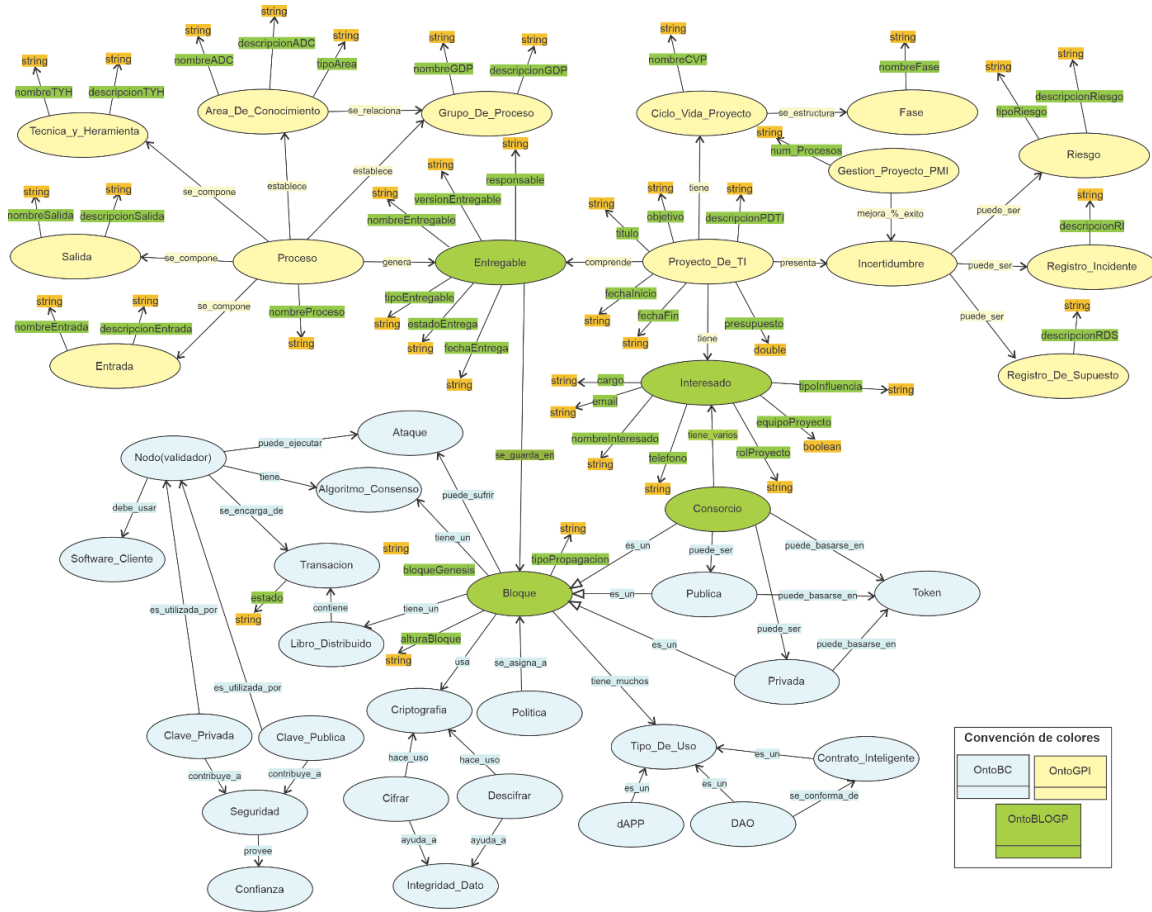 string
string
string
string
string
string
string
nombreADC
descripcionADC
tipoArea
nombreGDP
descripcionGDP
nombreCVP
string
nombreFase
string
string
string
string
nombreTYH
descripcionTYH
tipoRiesgo
descripcionRiesgo
Area_De_Conocimiento
se_relaciona
Grupo_De_Proceso
Ciclo_Vida_Proyecto
se_estructura
Fase
Tecnica_y_Heramienta
string
num_Procesos
Riesgo
Gestion_Proyecto_PMI
string
string
string
string
establece
establece
responsable
se_compone
tiene
versionEntregable
nombreEntregable
string
string
string
string
objetivo
descripcionPDTI
titulo
mejora_%_exito
puede_ser
string
string
nombreSalida
descripcionSalida
descripcionRI
Salida
se_compone
Proceso
genera
Entregable
comprende
Proyecto_De_TI
presenta
Incertidumbre
puede_ser
Registro_Incidente
string
string
nombreEntrada
descripcionEntrada
se_compone
nombreProceso
string
tipoEntregable
string
estadoEntrega
string
fechaEntrega
string
fechaInicio
string
fechaFin
string
presupuesto
double
tiene
puede_ser
string
descripcionRDS
Entrada
Registro_De_Supuesto
string
cargo
Interesado
tipoInfluencia
string
string
email
equipoProyecto
boolean
nombreInteresado
string
telefono
string
tiene_varios
rolProyecto
string
Ataque
puede_ejecutar
Nodo(validador)
tiene
Algoritmo_Consenso
puede_sufrir
se_guarda_en
debe_usar
se_encarga_de
tiene_un
Consorcio
string
tipoPropagacion
es_un
puede_ser
puede_basarse_en
Software_Cliente
Transacion
string
bloqueGenesis
Bloque
es_un
Publica
puede_basarse_en
Token
estado
string
contiene
tiene_un
es_utilizada_por
Libro_Distribuido
alturaBloque
string
usa
se_asigna_a
es_un
puede_ser
puede_basarse_en
Privada
es_utilizada_por
tiene_muchos
Criptografia
Politica
Clave_Privada
Clave_Publica
Tipo_De_Uso
es_un
Contrato_Inteligente
hace_uso
hace_uso
contribuye_a
contribuye_a
es_un
es_un
se_conforma_de
Cifrar
Descifrar
Seguridad
dAPP
DAO
provee
ayuda_a
ayuda_a
Confianza
Integridad_Dato
Convención de colores
OntoBC
OntoGPI
OntoBLOGP